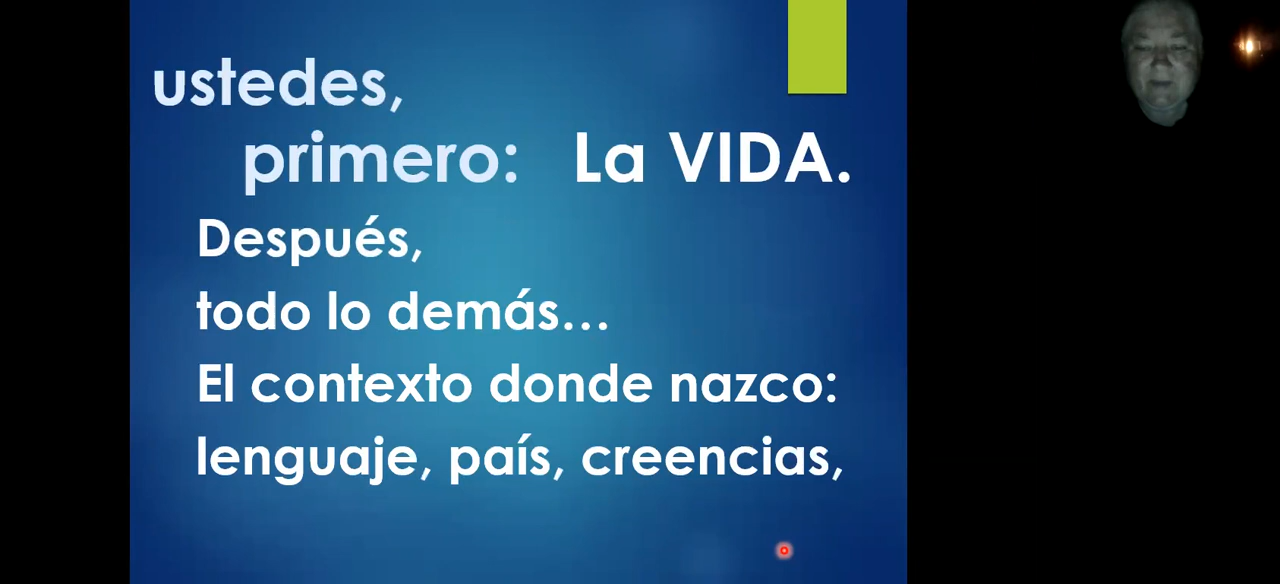 ustedes,
primero: La VIDA.
Después,
todo lo demás...
El contexto donde nazco:
lenguaje, país, creencias,